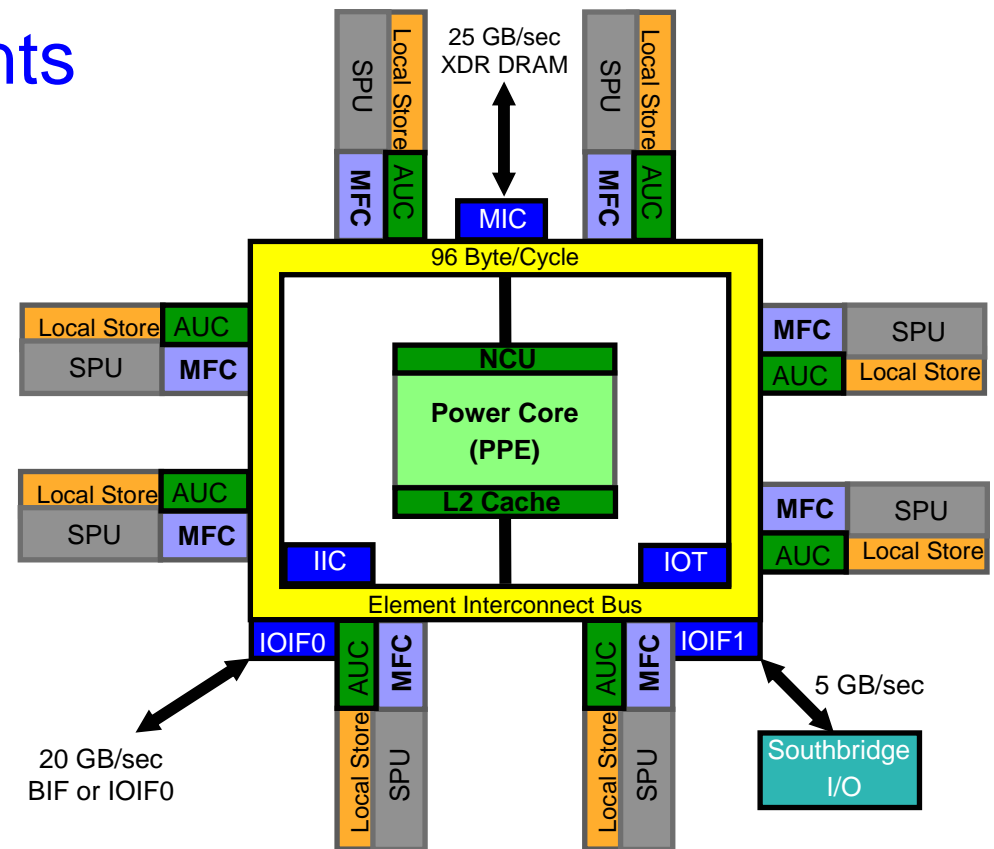 nts
25 GB/sec
XDR DRAM
SPU
Local Store
MFC
AUC
SPU
Local Store
MFC
AUC
MIC
96 Byte/Cycle
Local Store
AUC
SPU
MFC
MFC
SPU
AUC
Local Store
NCU
Power Core
(PPE)
L2 Cache
Local Store
AUC
SPU
MFC
MFC
SPU
AUC
Local Store
IIC
IOT
Element Interconnect Bus
IOIF0
AUC
MFC
Local Store
SPU
AUC
MFC
Local Store
SPU
IOIF1
5 GB/sec
20 GB/sec
BIF or IOIF0
Southbridge
I/O